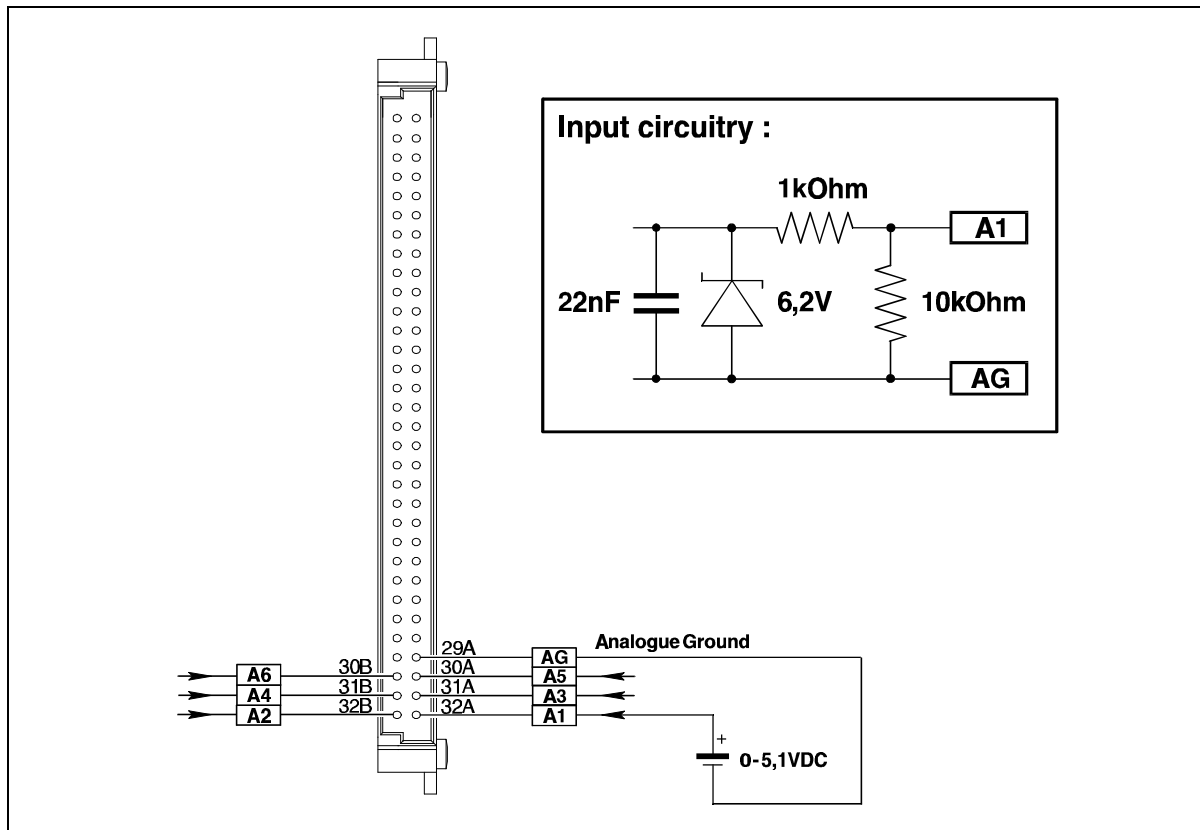 Input circuitry :
1kOhm
A1
22nF
6,2V
10kOhm
AG
29A
AG
Analogue Ground
A6
30B
30A
A5
A4
31B
31A
A3
A2
32B
32A
A1
+
0-5,1VDC